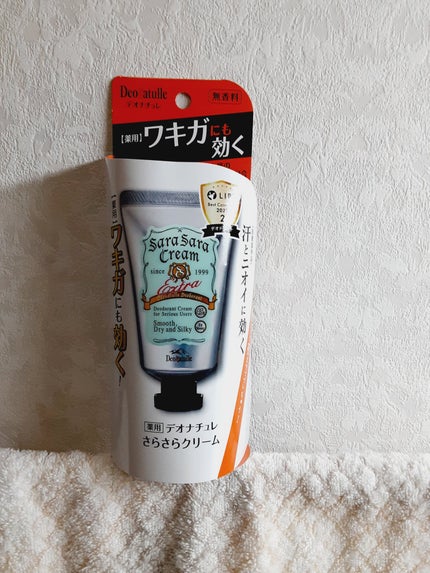 Deo atulle
デオナチュレ
無香料
【薬用】ワキガにも効く
【薬用】ワキガにも効く!
汗とニオイに効く
Sara Sara
Cream
since 1999
Extra
Deodorant Cream
for Serious Users
Smooth,
Dry and Silky
Deonatulle
薬用 デオナチュレ
さらさらクリーム